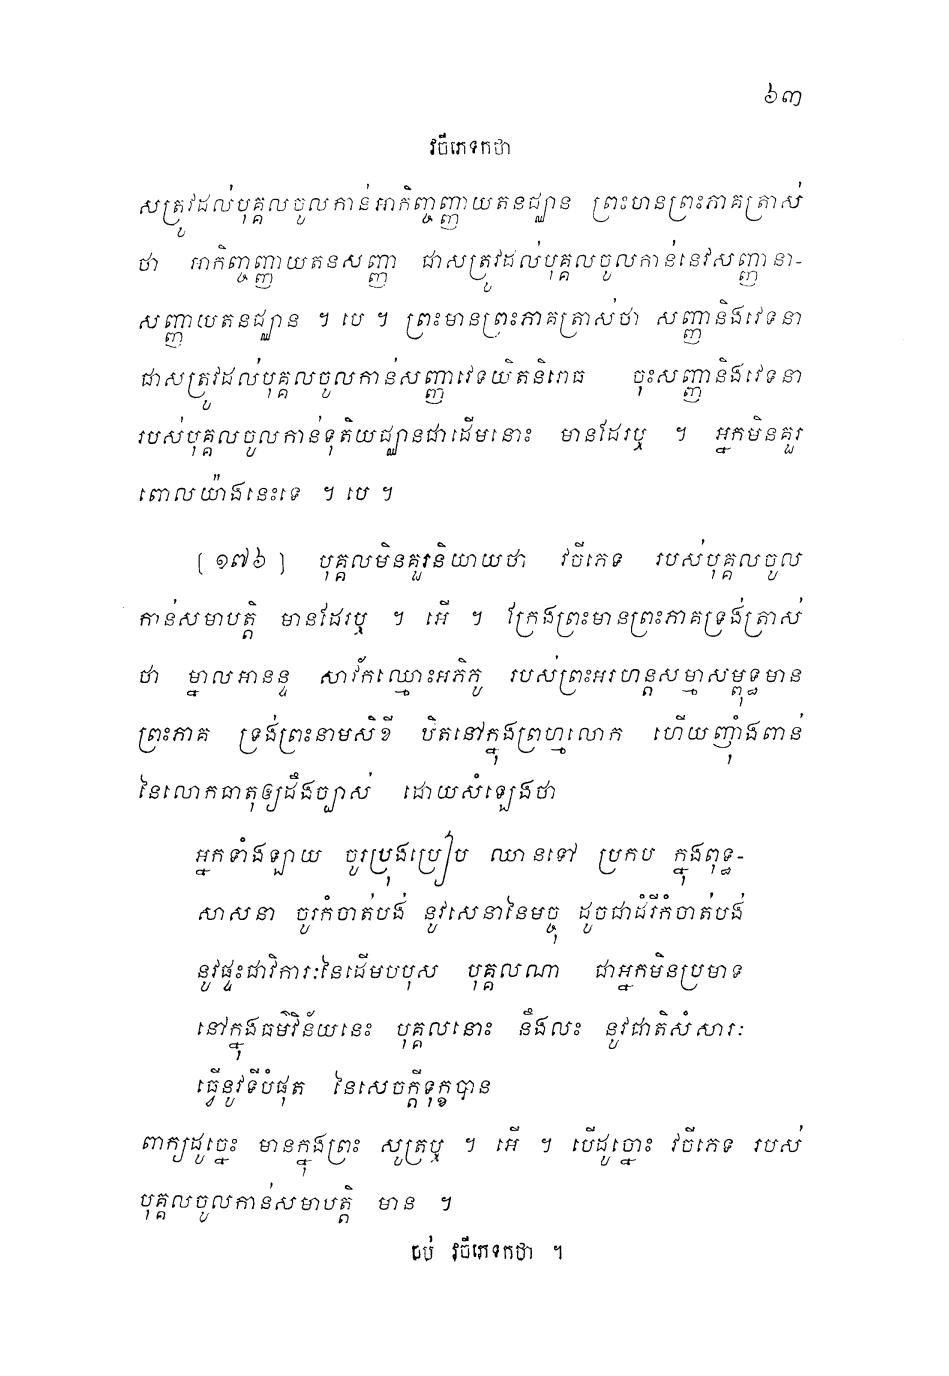 ៦៣
វចីភេទកថា
សត្រូវដល់បុគ្គលចូលកាន់អាកិញ្ចញ្ញាយតនជ្ឈាន ព្រះមានព្រះភាគត្រាស់
ថា អាកិញ្ចញ្ញាយតនសញ្ញា ជាសត្រូវដល់បុគ្គលចូលកាន់នេវសញ្ញានា-
សញ្ញាយតនជ្ឈាន ។ បេ ។ ព្រះមានព្រះភាគត្រាស់ថា សញ្ញានិងវេទនា
ជាសត្រូវដល់បុគ្គលចូលកាន់សញ្ញាវេទយិតនិរោធ ចុះសញ្ញានិងវេទនា
របស់បុគ្គលចូលកាន់ទុតិយជ្ឈានជាដើមនោះ មានដែរឬ ។ អ្នកមិនគួរ
ពោលយ៉ាងនេះទេ ។ បេ ។
[១៧៦] បុគ្គលមិនគួរនិយាយថា វចីភេទ របស់បុគ្គលចូល
កាន់សមាបត្តិ មានដែរឬ ។ អើ ។ ក្រែងព្រះមានព្រះភាគទ្រង់ត្រាស់
ថា ម្នាលអានន្ទ សាវ័កឈ្មោះអភិភូ របស់ព្រះអរហន្តសម្មាសម្ពុទ្ធមាន
ព្រះភាគ ទ្រង់ព្រះនាមសិខី ឋិតនៅក្នុងព្រហ្មលោក ហើយញ៉ាំងពាន់
នៃលោកធាតុឲ្យដឹងច្បាស់ ដោយសំឡេងថា
អ្នកទាំងឡាយ ចូរប្រុងប្រៀប ឈានទៅ ប្រកប ក្នុងពុទ្ធ-
សាសនា ចូរកំចាត់បង់ នូវសេនានៃមច្ចុ ដូចជាដំរីកំចាត់បង់
នូវផ្ទះជាវិការៈនៃដើមបបុស បុគ្គលណា ជាអ្នកមិនប្រមាទ
នៅក្នុងធម៌វិន័យនេះ បុគ្គលនោះ នឹងលះ នូវជាតិសំសារៈ
ធ្វើនូវទីបំផុត នៃសេចក្តីទុក្ខបាន
ពាក្យដូច្នេះ មានក្នុងព្រះ សូត្រឬ ។ អើ ។ បើដូច្នោះ វចីភេទ របស់
បុគ្គលចូលកាន់សមាបត្តិ មាន ។
ចប់ វចីភេទកថា ។